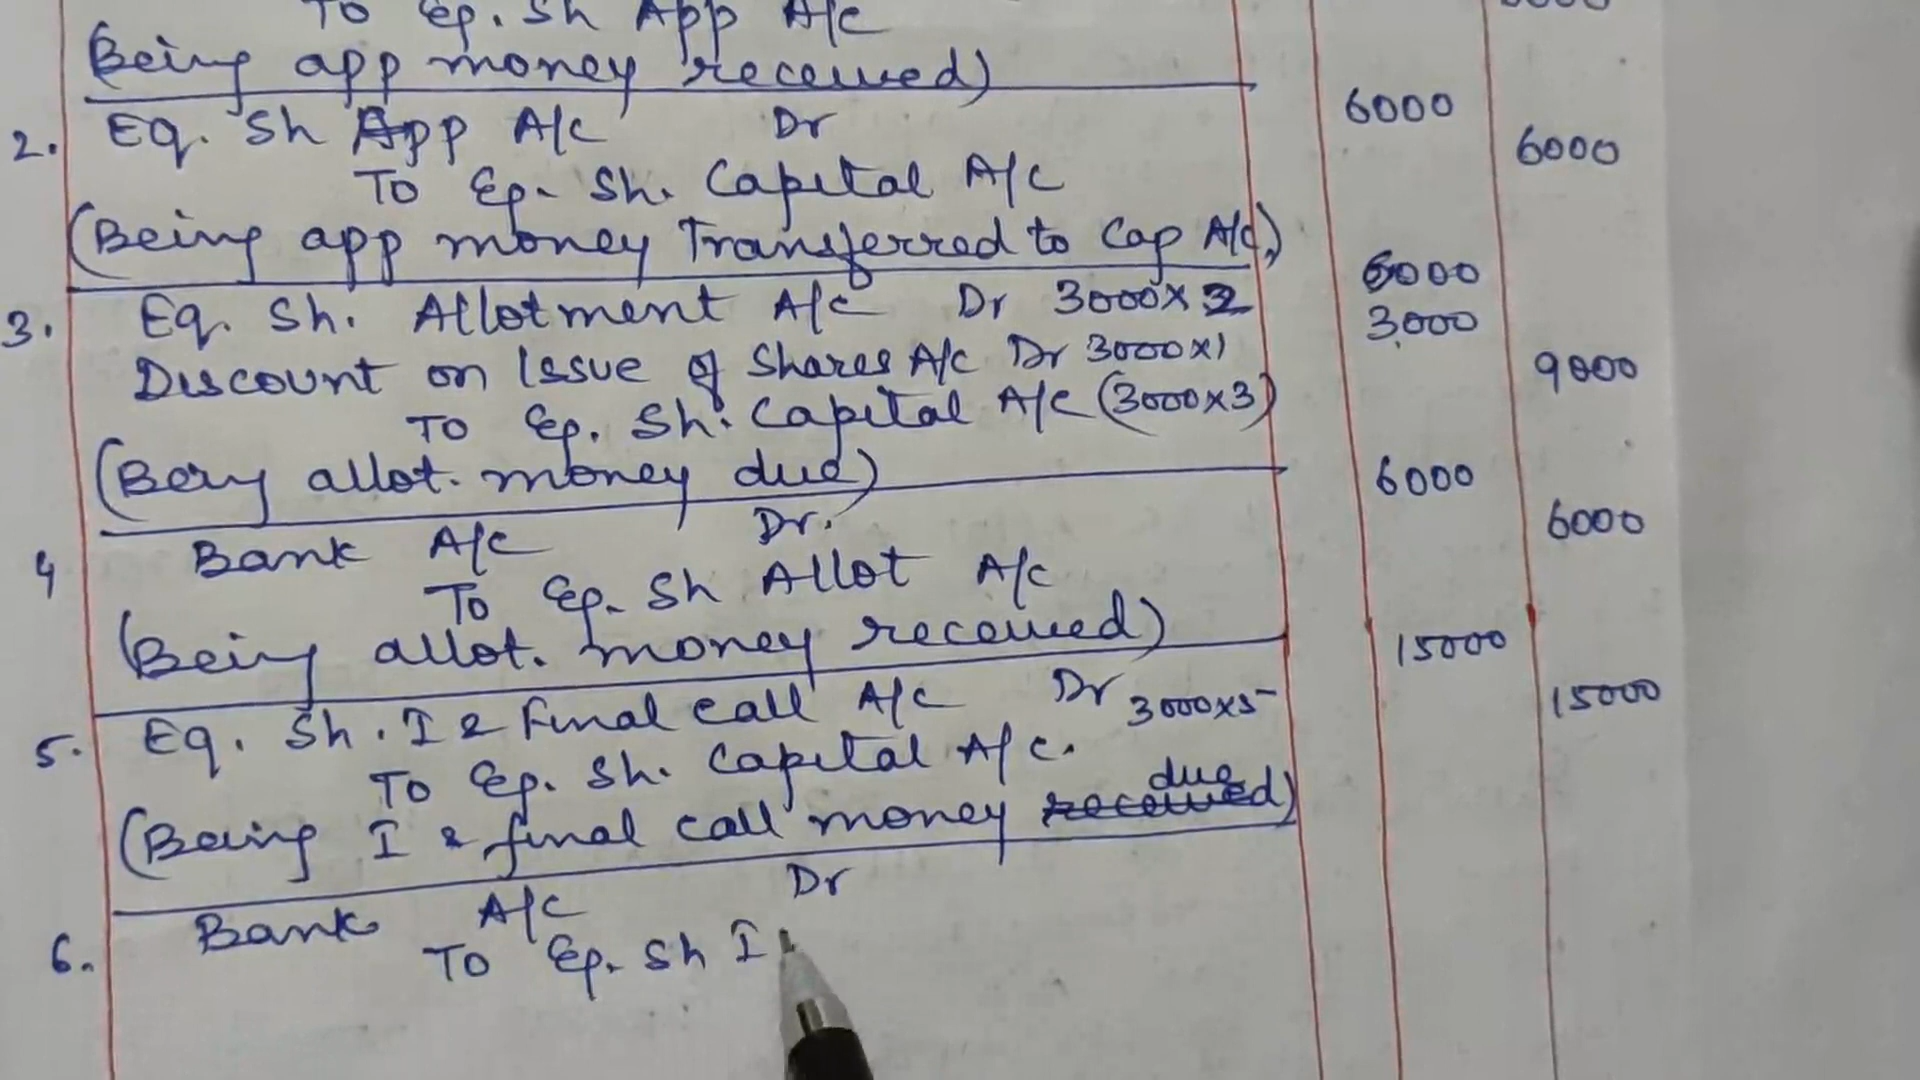 To Eq. Sh App A/c
(Being app money received)
2. Eq. Sh App A/c Dr 6000
To Eq. Sh. Capital A/c 6000
(Being app money Transferred to Cap A/c)
3. Eq. Sh. Allotment A/c Dr 3000x2 6000
Discount on Issue of Shares A/c Dr 3000x1 3000
To Eq. Sh. Capital A/c (3000x3) 9000
(Being allot. money due)
4 Bank A/c Dr. 6000
To Eq. Sh Allot A/c 6000
(Being allot. money received)
5. Eq. Sh. I & Final Call A/c Dr 3000x5 15000
To Eq. Sh. Capital A/c. 15000
(Being I & final call money received due)
6. Bank A/c Dr
To Eq. Sh I